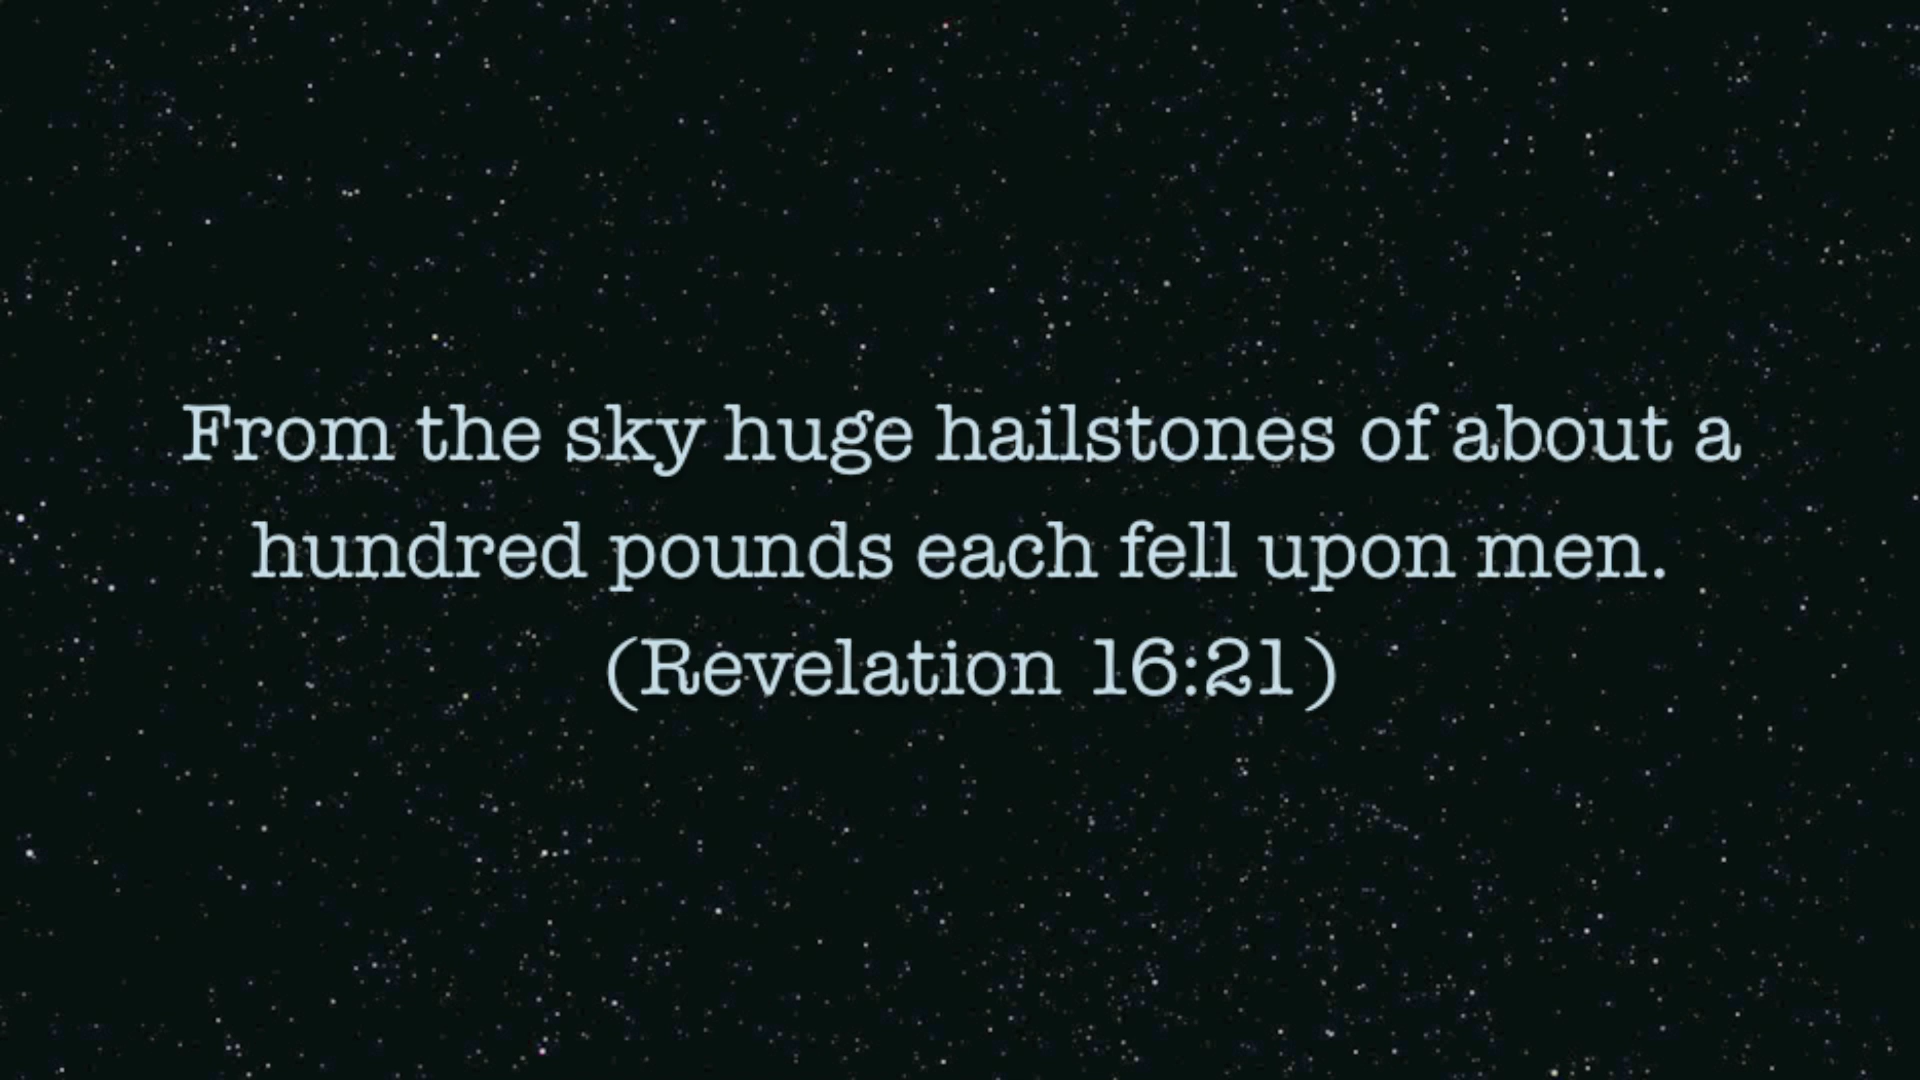 From the sky huge hailstones of about a
hundred pounds each fell upon men.
(Revelation 16:21)